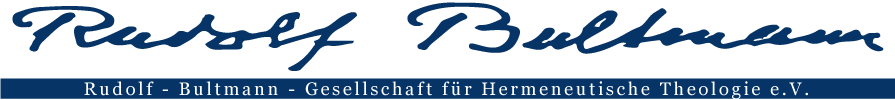 Rudolf Bultmann
Rudolf - Bultmann - Gesellschaft für Hermeneutische Theologie e.V.